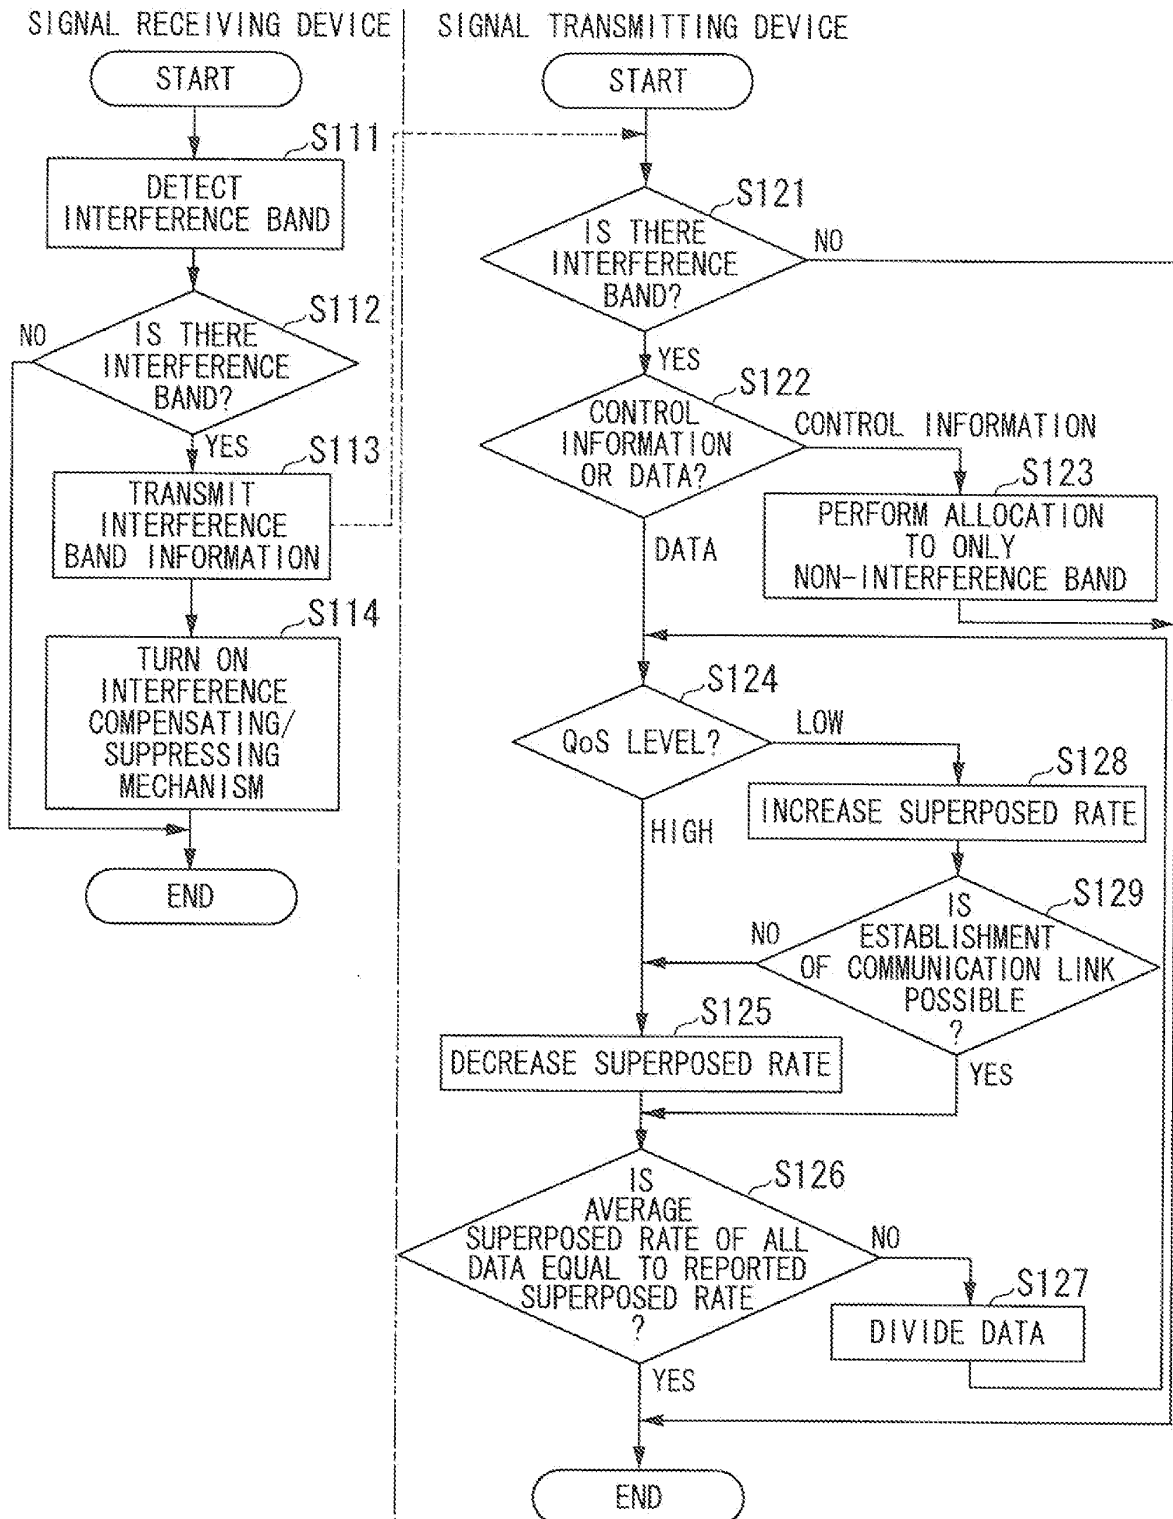 SIGNAL RECEIVING DEVICE
START
S111
DETECT
INTERFERENCE BAND
S112
NO
IS THERE
INTERFERENCE
BAND?
YES
S113
TRANSMIT
INTERFERENCE
BAND INFORMATION
S114
TURN ON
INTERFERENCE
COMPENSATING/
SUPPRESSING
MECHANISM
END
SIGNAL TRANSMITTING DEVICE
START
S121
IS THERE
INTERFERENCE
BAND?
NO
YES
S122
CONTROL
INFORMATION
OR DATA?
CONTROL INFORMATION
S123
PERFORM ALLOCATION
TO ONLY
NON-INTERFERENCE BAND
DATA
S124
QoS LEVEL?
LOW
S128
INCREASE SUPERPOSED RATE
HIGH
S129
IS
ESTABLISHMENT
OF COMMUNICATION LINK
POSSIBLE
?
NO
YES
S125
DECREASE SUPERPOSED RATE
S126
IS
AVERAGE
SUPERPOSED RATE OF ALL
DATA EQUAL TO REPORTED
SUPERPOSED RATE
?
NO
S127
DIVIDE DATA
YES
END